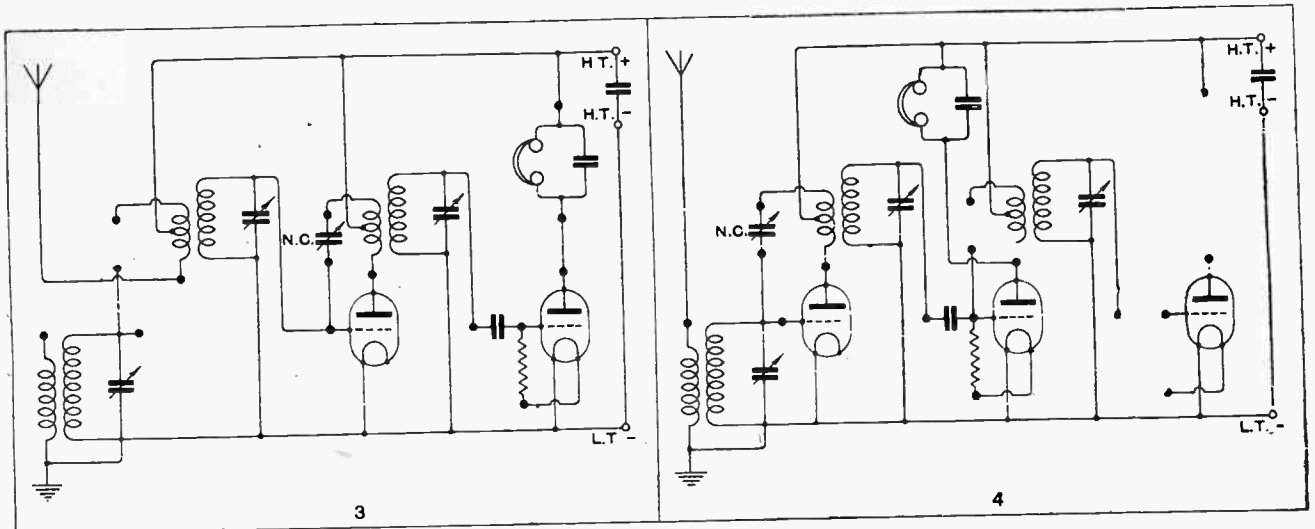 H.T. +
H.T. -
N.C.
L.T. -
3
H.T. +
H.T. -
N.C.
L.T. -
4